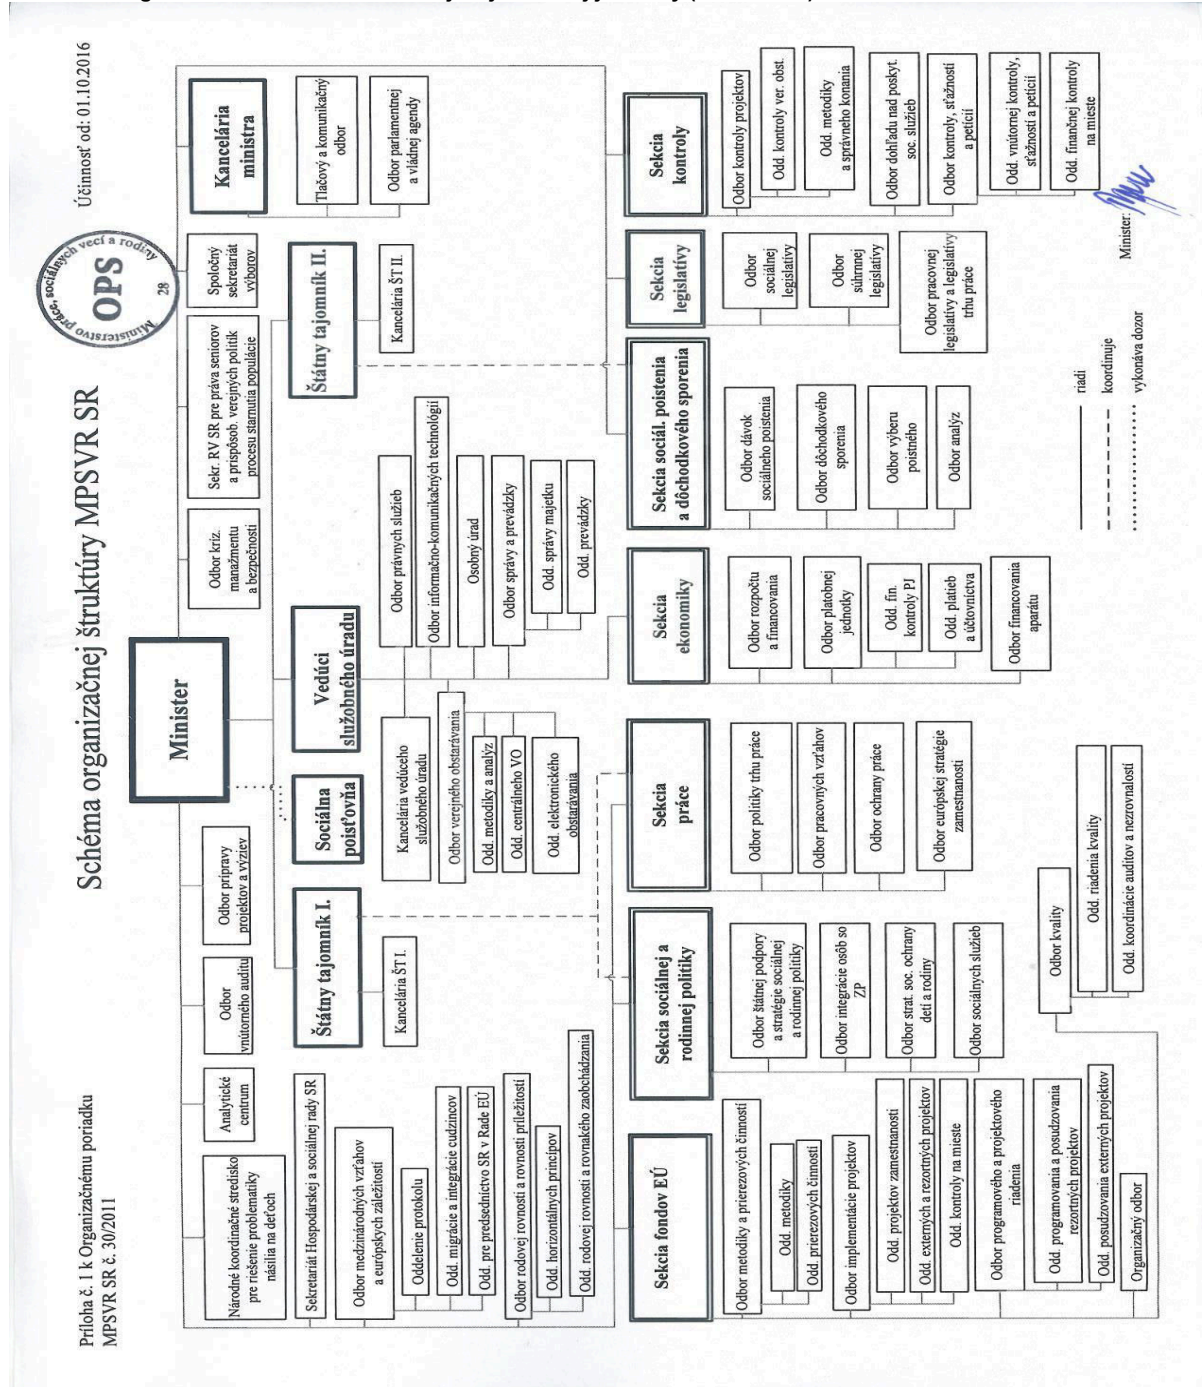 Príloha č. 1 k Organizačnému poriadku
MPSVR SR č. 30/2011
Schéma organizačnej štruktúry MPSVR SR
Účinnosť od: 01.10.2016
Ministerstvo práce, sociálnych vecí a rodiny
OPS
28
Minister
Národné koordinačné stredisko
pre riešenie problematiky
násilia na deťoch
Analytické
centrum
Odbor
vnútorného auditu
Odbor prípravy
projektov a výziev
Odbor kríz.
manažmentu
a bezpečnosti
Sekr. RV SR pre práva seniorov
a prispôsob. verejných politík
procesu starnutia populácie
Spoločný
sekretariát
výborov
Kancelária
ministra
Tlačový a komunikačný
odbor
Odbor parlamentnej
a vládnej agendy
Sekretariát Hospodárskej a sociálnej rady SR
Odbor medzinárodných vzťahov
a európskych záležitostí
Oddelenie protokolu
Odd. migrácie a integrácie cudzincov
Odd. pre predsedníctvo SR v Rade EÚ
Odbor rodovej rovnosti a rovnosti príležitostí
Odd. horizontálnych princípov
Odd. rodovej rovnosti a rovnakého zaobchádzania
Štátny tajomník I.
Kancelária ŠT I.
Sociálna
poisťovňa
Vedúci
služobného úradu
Kancelária vedúceho
služobného úradu
Odbor verejného obstarávania
Odd. metodiky a analýz
Odd. centrálneho VO
Odd. elektronického
obstarávania
Odbor právnych služieb
Odbor informačno-komunikačných technológií
Osobný úrad
Odbor správy a prevádzky
Odd. správy majetku
Odd. prevádzky
Štátny tajomník II.
Kancelária ŠT II.
Sekcia fondov EÚ
Odbor metodiky a prierezových činností
Odd. metodiky
Odd. prierezových činností
Odbor implementácie projektov
Odd. projektov zamestnanosti
Odd. externých a rezortných projektov
Odd. kontroly na mieste
Odbor programového a projektového
riadenia
Odd. programovania a posudzovania
rezortných projektov
Odd. posudzovania externých projektov
Organizačný odbor
Odbor kvality
Odd. riadenia kvality
Odd. koordinácie auditov a nezrovnalostí
Sekcia sociálnej a
rodinnej politiky
Odbor štátnej podpory
a stratégie sociálnej
a rodinnej politiky
Odbor integrácie osôb so
ZP
Odbor strat. soc. ochrany
detí a rodiny
Odbor sociálnych služieb
Sekcia
práce
Odbor politiky trhu práce
Odbor pracovných vzťahov
Odbor ochrany práce
Odbor európskej stratégie
zamestnanosti
Sekcia
ekonomiky
Odbor rozpočtu
a financovania
Odbor platobnej
jednotky
Odd. fin.
kontroly PJ
Odd. platieb
a účtovníctva
Odbor financovania
aparátu
Sekcia sociál. poistenia
a dôchodkového sporenia
Odbor dávok
sociálneho poistenia
Odbor dôchodkového
sporenia
Odbor výberu
poistného
Odbor analýz
Sekcia
legislatívy
Odbor
sociálnej
legislatívy
Odbor
súhrnnej
legislatívy
Odbor pracovnej
legislatívy a legislatívy
trhu práce
Sekcia
kontroly
Odbor kontroly projektov
Odd. kontroly ver. obst.
Odd. metodiky
a správneho konania
Odbor dohľadu nad poskyt.
soc. služieb
Odbor kontroly, sťažností
a petícií
Odd. vnútornej kontroly,
sťažností a petícií
Odd. finančnej kontroly
na mieste
riadi
koordinuje
vykonáva dozor
Minister: